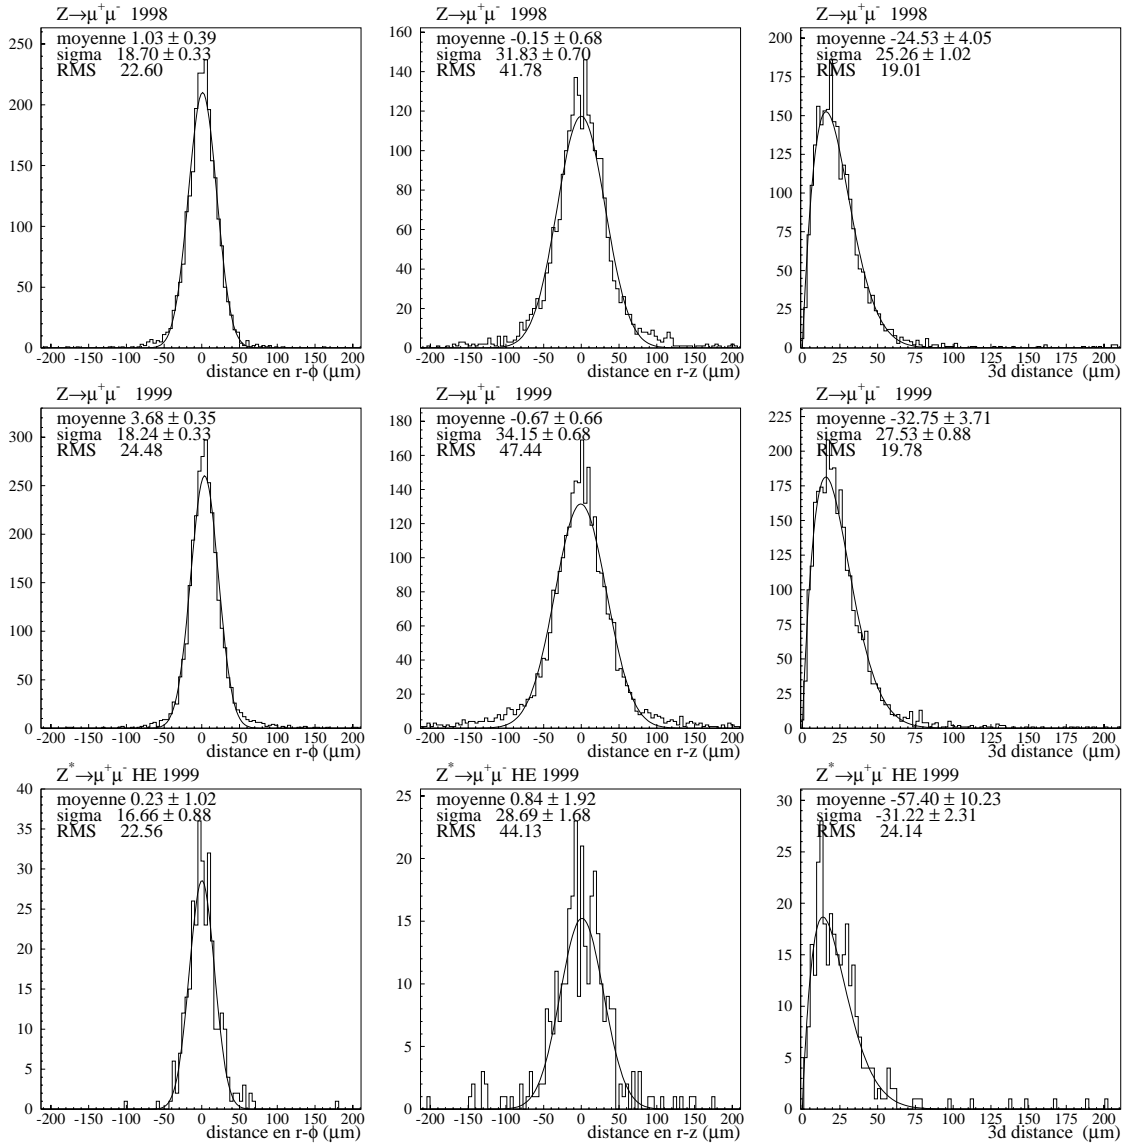 Z→μ⁺μ⁻ 1998
moyenne 1.03 ± 0.39
sigma 18.70 ± 0.33
RMS 22.60
250
200
150
100
50
0
-200 -150 -100 -50 0 50 100 150 200
distance en r-ϕ (μm)
Z→μ⁺μ⁻ 1998
moyenne -0.15 ± 0.68
sigma 31.83 ± 0.70
RMS 41.78
160
140
120
100
80
60
40
20
0
-200 -150 -100 -50 0 50 100 150 200
distance en r-z (μm)
Z→μ⁺μ⁻ 1998
moyenne -24.53 ± 4.05
sigma 25.26 ± 1.02
RMS 19.01
200
175
150
125
100
75
50
25
0
0 25 50 75 100 125 150 175 200
3d distance (μm)
Z→μ⁺μ⁻ 1999
moyenne 3.68 ± 0.35
sigma 18.24 ± 0.33
RMS 24.48
300
250
200
150
100
50
0
-200 -150 -100 -50 0 50 100 150 200
distance en r-ϕ (μm)
Z→μ⁺μ⁻ 1999
moyenne -0.67 ± 0.66
sigma 34.15 ± 0.68
RMS 47.44
180
160
140
120
100
80
60
40
20
0
-200 -150 -100 -50 0 50 100 150 200
distance en r-z (μm)
Z→μ⁺μ⁻ 1999
moyenne -32.75 ± 3.71
sigma 27.53 ± 0.88
RMS 19.78
225
200
175
150
125
100
75
50
25
0
0 25 50 75 100 125 150 175 200
3d distance (μm)
Z*→μ⁺μ⁻ HE 1999
moyenne 0.23 ± 1.02
sigma 16.66 ± 0.88
RMS 22.56
40
35
30
25
20
15
10
5
0
-200 -150 -100 -50 0 50 100 150 200
distance en r-ϕ (μm)
Z*→μ⁺μ⁻ HE 1999
moyenne 0.84 ± 1.92
sigma 28.69 ± 1.68
RMS 44.13
25
20
15
10
5
0
-200 -150 -100 -50 0 50 100 150 200
distance en r-z (μm)
Z*→μ⁺μ⁻ HE 1999
moyenne -57.40 ± 10.23
sigma -31.22 ± 2.31
RMS 24.14
30
25
20
15
10
5
0
0 25 50 75 100 125 150 175 200
3d distance (μm)